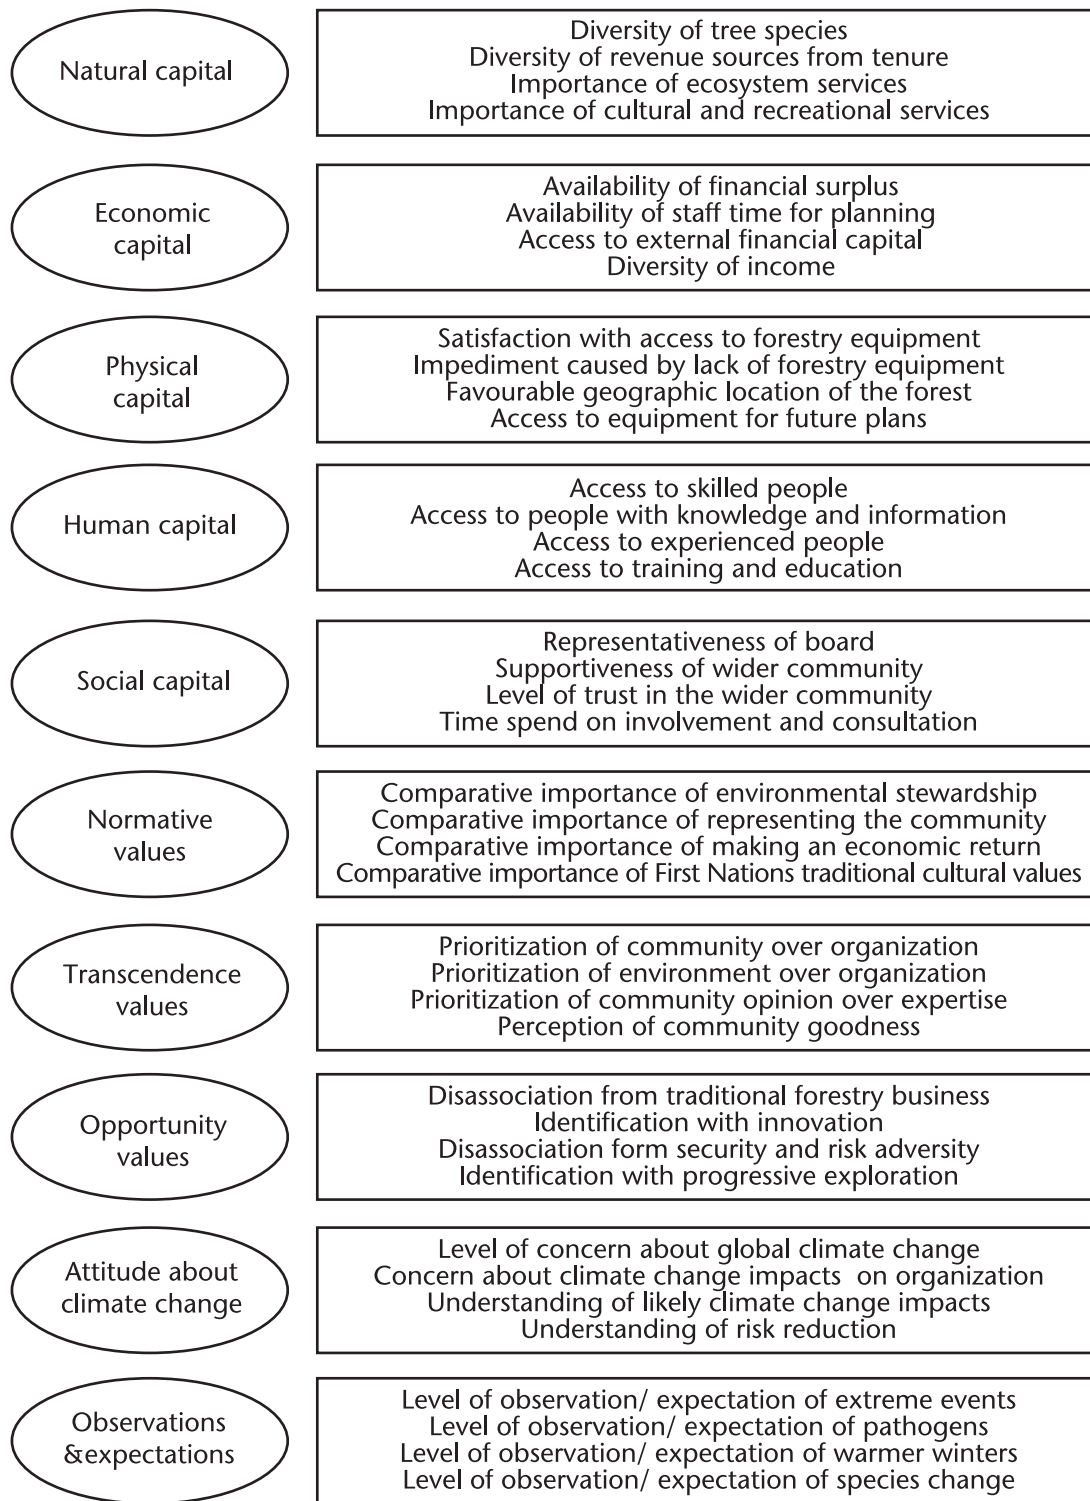 Natural capital
Diversity of tree species
Diversity of revenue sources from tenure
Importance of ecosystem services
Importance of cultural and recreational services
Economic
capital
Availability of financial surplus
Availability of staff time for planning
Access to external financial capital
Diversity of income
Physical
capital
Satisfaction with access to forestry equipment
Impediment caused by lack of forestry equipment
Favourable geographic location of the forest
Access to equipment for future plans
Human capital
Access to skilled people
Access to people with knowledge and information
Access to experienced people
Access to training and education
Social capital
Representativeness of board
Supportiveness of wider community
Level of trust in the wider community
Time spend on involvement and consultation
Normative
values
Comparative importance of environmental stewardship
Comparative importance of representing the community
Comparative importance of making an economic return
Comparative importance of First Nations traditional cultural values
Transcendence
values
Prioritization of community over organization
Prioritization of environment over organization
Prioritization of community opinion over expertise
Perception of community goodness
Opportunity
values
Disassociation from traditional forestry business
Identification with innovation
Disassociation form security and risk adversity
Identification with progressive exploration
Attitude about
climate change
Level of concern about global climate change
Concern about climate change impacts on organization
Understanding of likely climate change impacts
Understanding of risk reduction
Observations
&expectations
Level of observation/ expectation of extreme events
Level of observation/ expectation of pathogens
Level of observation/ expectation of warmer winters
Level of observation/ expectation of species change